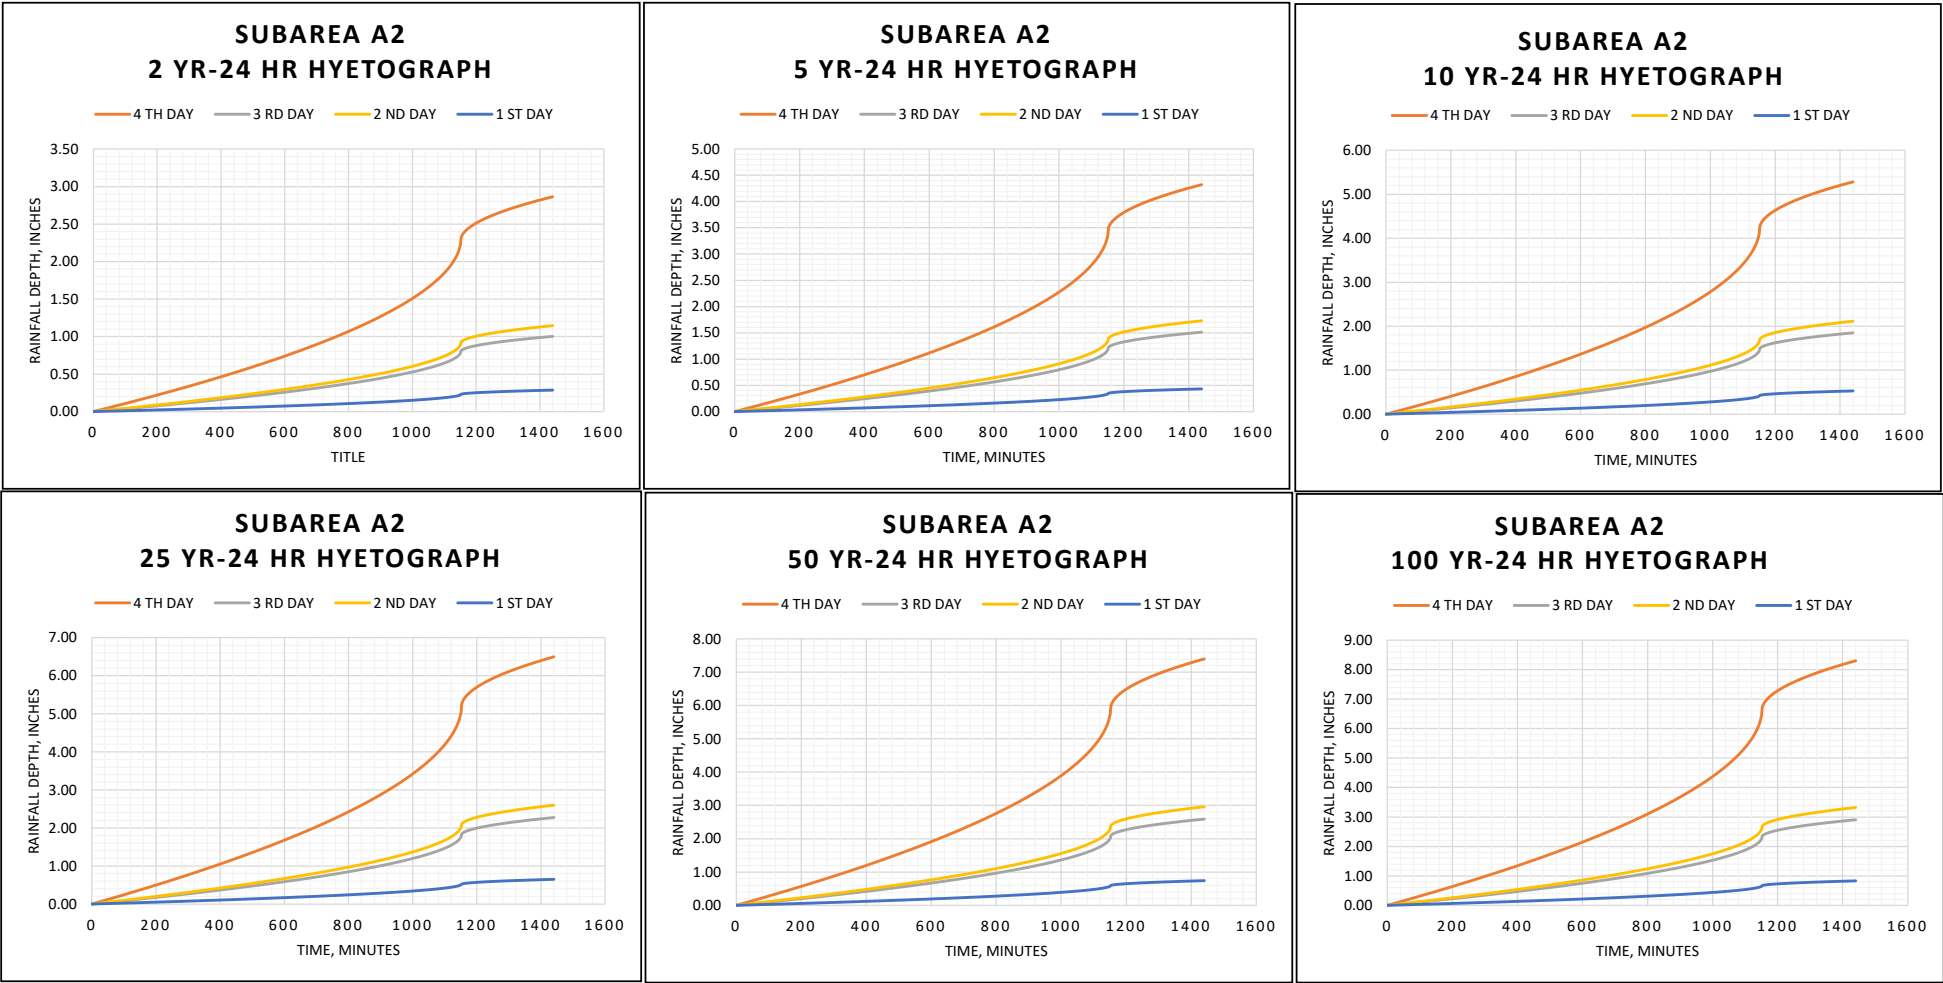 SUBAREA A2
2 YR-24 HR HYETOGRAPH
4 TH DAY 3 RD DAY 2 ND DAY 1 ST DAY
RAINFALL DEPTH, INCHES
3.50
3.00
2.50
2.00
1.50
1.00
0.50
0.00
0 200 400 600 800 1000 1200 1400 1600
TITLE
SUBAREA A2
5 YR-24 HR HYETOGRAPH
4 TH DAY 3 RD DAY 2 ND DAY 1 ST DAY
RAINFALL DEPTH, INCHES
5.00
4.50
4.00
3.50
3.00
2.50
2.00
1.50
1.00
0.50
0.00
0 200 400 600 800 1000 1200 1400 1600
TIME, MINUTES
SUBAREA A2
10 YR-24 HR HYETOGRAPH
4 TH DAY 3 RD DAY 2 ND DAY 1 ST DAY
RAINFALL DEPTH, INCHES
6.00
5.00
4.00
3.00
2.00
1.00
0.00
0 200 400 600 800 1000 1200 1400 1600
TIME, MINUTES
SUBAREA A2
25 YR-24 HR HYETOGRAPH
4 TH DAY 3 RD DAY 2 ND DAY 1 ST DAY
RAINFALL DEPTH, INCHES
7.00
6.00
5.00
4.00
3.00
2.00
1.00
0.00
0 200 400 600 800 1000 1200 1400 1600
TIME, MINUTES
SUBAREA A2
50 YR-24 HR HYETOGRAPH
4 TH DAY 3 RD DAY 2 ND DAY 1 ST DAY
RAINFALL DEPTH, INCHES
8.00
7.00
6.00
5.00
4.00
3.00
2.00
1.00
0.00
0 200 400 600 800 1000 1200 1400 1600
TIME, MINUTES
SUBAREA A2
100 YR-24 HR HYETOGRAPH
4 TH DAY 3 RD DAY 2 ND DAY 1 ST DAY
RAINFALL DEPTH, INCHES
9.00
8.00
7.00
6.00
5.00
4.00
3.00
2.00
1.00
0.00
0 200 400 600 800 1000 1200 1400 1600
TIME, MINUTES